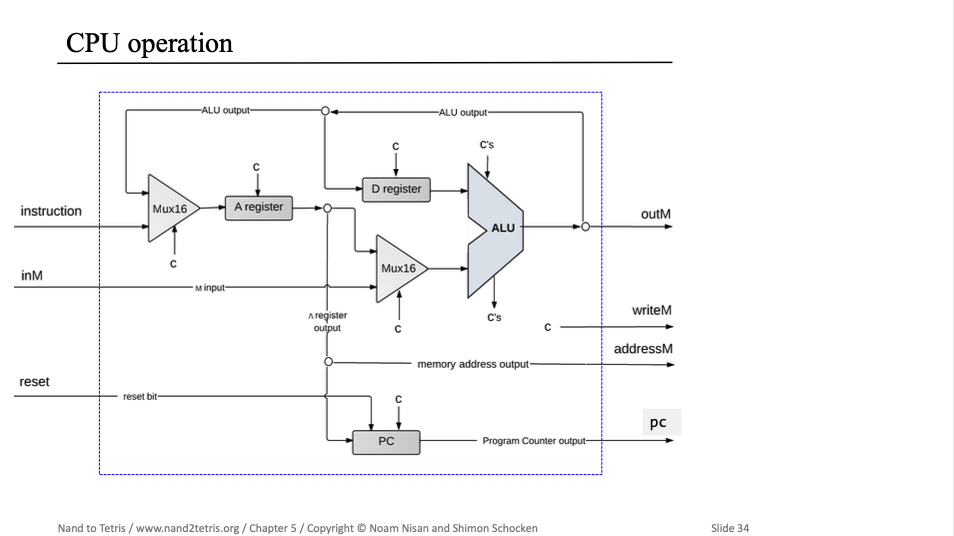 CPU operation
ALU output
ALU output
C
C
C's
instruction
Mux16
A register
D register
ALU
outM
C
inM
M input
Mux16
A register
output
C
C's
C
writeM
memory address output
addressM
reset
reset bit
C
PC
Program Counter output
pc
Nand to Tetris / www.nand2tetris.org / Chapter 5 / Copyright © Noam Nisan and Shimon Schocken
Slide 34